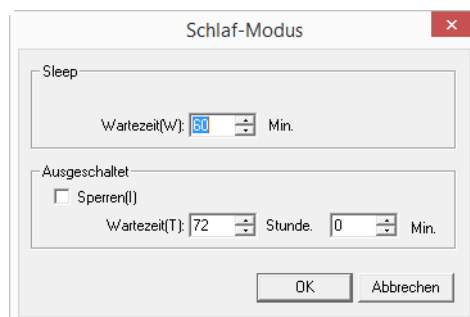 Schlaf-Modus
Sleep
Wartezeit(W): 60 Min.
Ausgeschaltet
Sperren(I)
Wartezeit(T): 72 Stunde. 0 Min.
OK Abbrechen